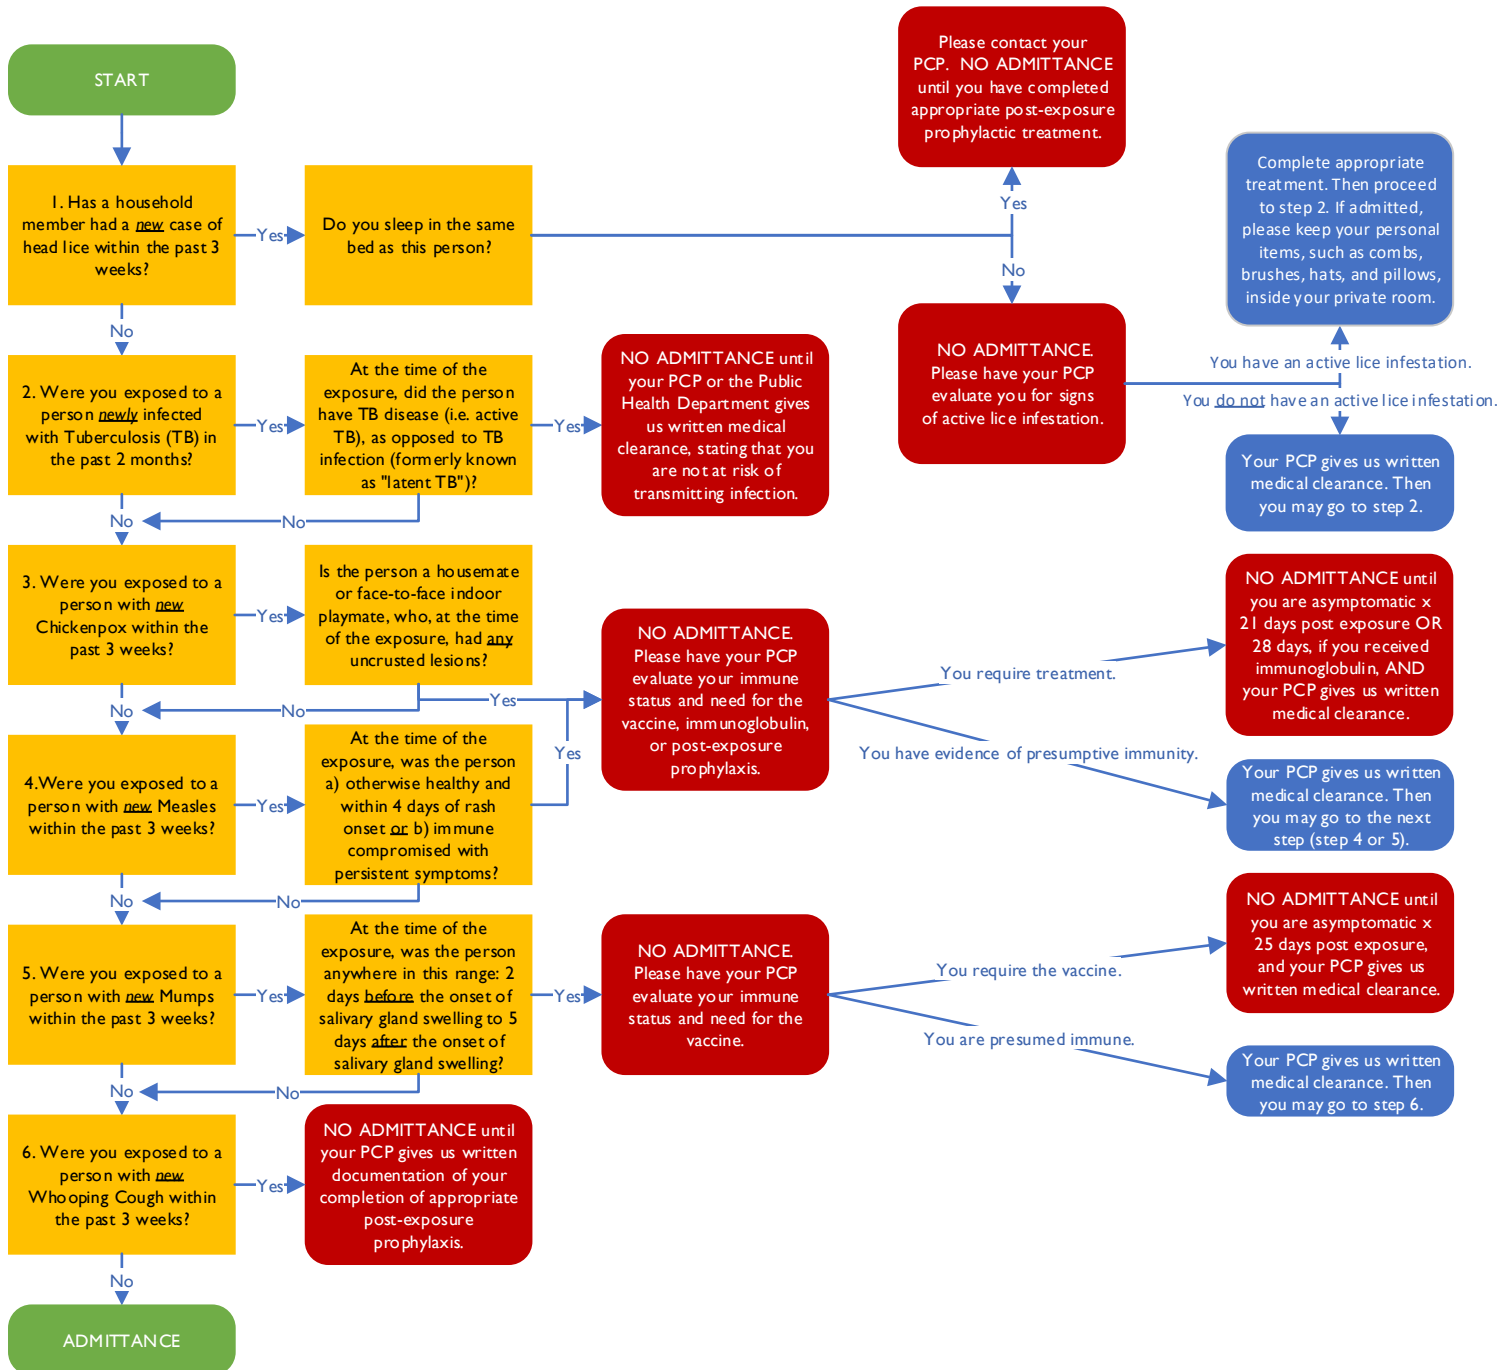 START
1. Has a household
member had a new case of
head lice within the past 3
weeks?
Yes
Do you sleep in the same
bed as this person?
Yes
Please contact your
PCP. NO ADMITTANCE
until you have completed
appropriate post-exposure
prophylactic treatment.
No
NO ADMITTANCE.
Please have your PCP
evaluate you for signs
of active lice infestation.
You have an active lice infestation.
Complete appropriate
treatment. Then proceed
to step 2. If admitted,
please keep your personal
items, such as combs,
brushes, hats, and pillows,
inside your private room.
You do not have an active lice infestation.
Your PCP gives us written
medical clearance. Then
you may go to step 2.
No
2. Were you exposed to a
person newly infected
with Tuberculosis (TB) in
the past 2 months?
Yes
At the time of the
exposure, did the person
have TB disease (i.e. active
TB), as opposed to TB
infection (formerly known
as "latent TB")?
Yes
NO ADMITTANCE until
your PCP or the Public
Health Department gives
us written medical
clearance, stating that you
are not at risk of
transmitting infection.
No
No
3. Were you exposed to a
person with new
Chickenpox within the
past 3 weeks?
Yes
Is the person a housemate
or face-to-face indoor
playmate, who, at the time
of the exposure, had any
uncrusted lesions?
Yes
No
No
4.Were you exposed to a
person with new Measles
within the past 3 weeks?
Yes
At the time of the
exposure, was the person
a) otherwise healthy and
within 4 days of rash
onset or b) immune
compromised with
persistent symptoms?
Yes
NO ADMITTANCE.
Please have your PCP
evaluate your immune
status and need for the
vaccine, immunoglobulin,
or post-exposure
prophylaxis.
You require treatment.
NO ADMITTANCE until
you are asymptomatic x
21 days post exposure OR
28 days, if you received
immunoglobulin, AND
your PCP gives us written
medical clearance.
You have evidence of presumptive immunity.
Your PCP gives us written
medical clearance. Then
you may go to the next
step (step 4 or 5).
No
No
5. Were you exposed to a
person with new Mumps
within the past 3 weeks?
Yes
At the time of the
exposure, was the person
anywhere in this range: 2
days before the onset of
salivary gland swelling to 5
days after the onset of
salivary gland swelling?
Yes
NO ADMITTANCE.
Please have your PCP
evaluate your immune
status and need for the
vaccine.
You require the vaccine.
NO ADMITTANCE until
you are asymptomatic x
25 days post exposure,
and your PCP gives us
written medical clearance.
You are presumed immune.
Your PCP gives us written
medical clearance. Then
you may go to step 6.
No
No
6. Were you exposed to a
person with new
Whooping Cough within
the past 3 weeks?
Yes
NO ADMITTANCE until
your PCP gives us written
documentation of your
completion of appropriate
post-exposure
prophylaxis.
No
ADMITTANCE